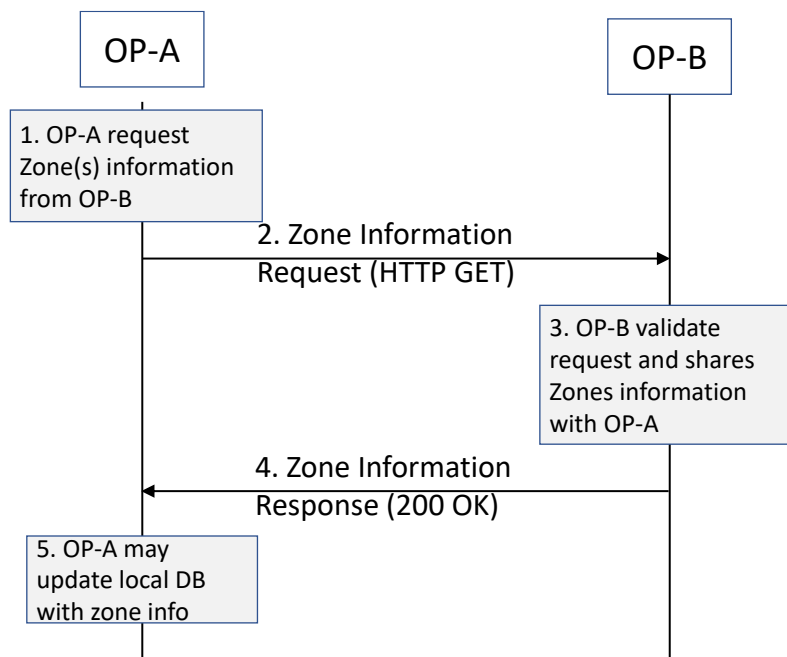 OP-A
OP-B
1. OP-A request
Zone(s) information
from OP-B
2. Zone Information
Request (HTTP GET)
3. OP-B validate
request and shares
Zones information
with OP-A
4. Zone Information
Response (200 OK)
5. OP-A may
update local DB
with zone info